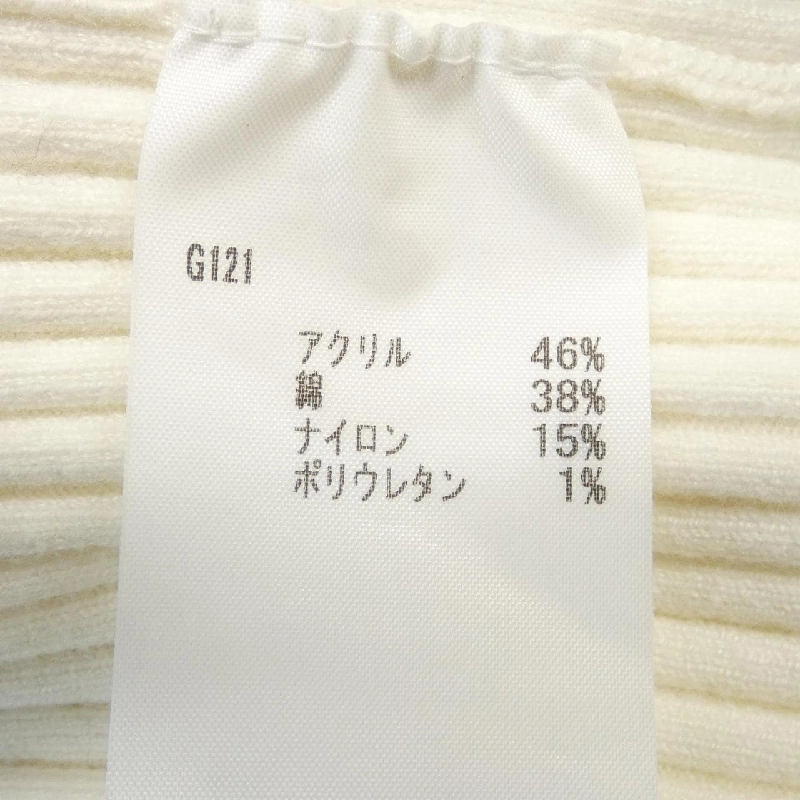 G121
アクリル 46%
綿 38%
ナイロン 15%
ポリウレタン 1%